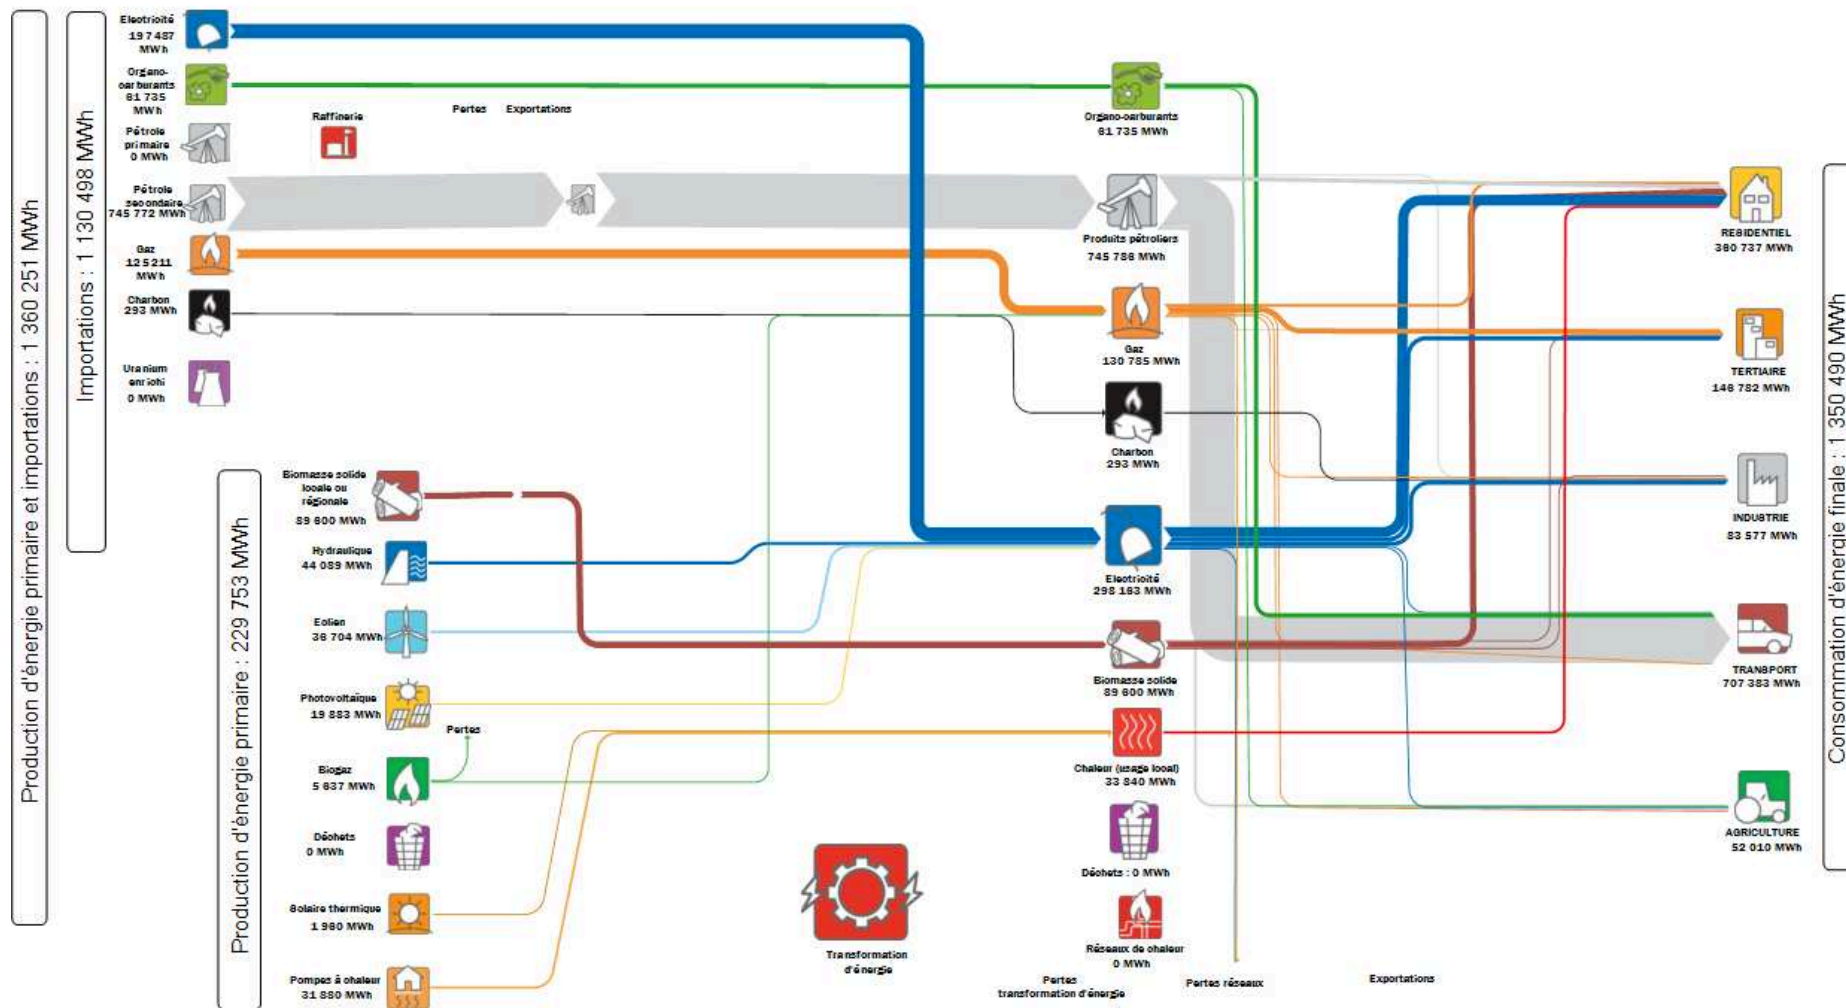 Production d'énergie primaire et importations : 1 360 251 MWh
Importations : 1 130 498 MWh
Electricité
197 487
MWh
Organo-
carburants
61 735
MWh
Pétrole
primaire
0 MWh
Pétrole
secondaire
745 772 MWh
Gaz
125 211
MWh
Charbon
293 MWh
Uranium
enrichi
0 MWh
Raffinerie
Pertes
Exportations
Production d'énergie primaire : 229 753 MWh
Biomasse solide
locale ou
régionale
89 600 MWh
Hydraulique
44 089 MWh
Eolien
36 704 MWh
Photovoltaïque
19 883 MWh
Pertes
Biogaz
5 637 MWh
Déchets
0 MWh
Solaire thermique
1 960 MWh
Pompes à chaleur
31 880 MWh
Transformation
d'énergie
Organo-carburants
61 735 MWh
Produits pétroliers
745 786 MWh
Gaz
130 785 MWh
Charbon
293 MWh
Electricité
298 163 MWh
Biomasse solide
89 600 MWh
Chaleur (usage local)
33 840 MWh
Déchets : 0 MWh
Réseaux de chaleur
0 MWh
Pertes
transformation d'énergie
Pertes réseaux
Exportations
RESIDENTIEL
360 737 MWh
TERTIAIRE
146 782 MWh
INDUSTRIE
83 577 MWh
TRANSPORT
707 383 MWh
AGRICULTURE
52 010 MWh
Consommation d'énergie finale : 1 350 490 MWh